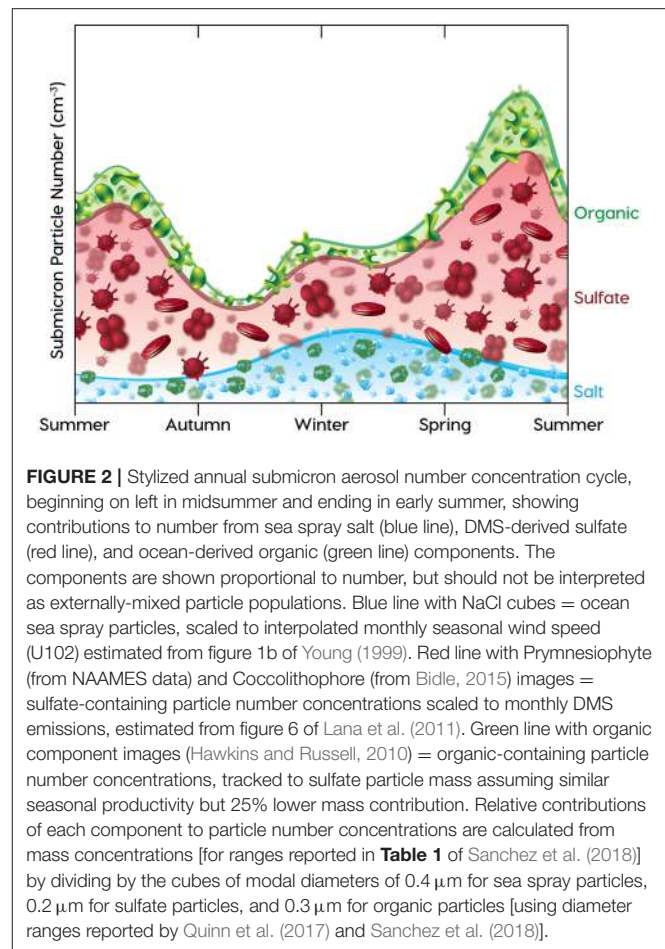 Submicron Particle Number (cm⁻³)
Organic
Sulfate
Salt
Summer Autumn Winter Spring Summer
FIGURE 2 | Stylized annual submicron aerosol number concentration cycle,
beginning on left in midsummer and ending in early summer, showing
contributions to number from sea spray salt (blue line), DMS-derived sulfate
(red line), and ocean-derived organic (green line) components. The
components are shown proportional to number, but should not be interpreted
as externally-mixed particle populations. Blue line with NaCl cubes = ocean
sea spray particles, scaled to interpolated monthly seasonal wind speed
(U102) estimated from figure 1b of Young (1999). Red line with Prymnesiophyte
(from NAAMES data) and Coccolithophore (from Bidle, 2015) images =
sulfate-containing particle number concentrations scaled to monthly DMS
emissions, estimated from figure 6 of Lana et al. (2011). Green line with organic
component images (Hawkins and Russell, 2010) = organic-containing particle
number concentrations, tracked to sulfate particle mass assuming similar
seasonal productivity but 25% lower mass contribution. Relative contributions
of each component to particle number concentrations are calculated from
mass concentrations [for ranges reported in Table 1 of Sanchez et al. (2018)]
by dividing by the cubes of modal diameters of 0.4 μm for sea spray particles,
0.2 μm for sulfate particles, and 0.3 μm for organic particles [using diameter
ranges reported by Quinn et al. (2017) and Sanchez et al. (2018)].